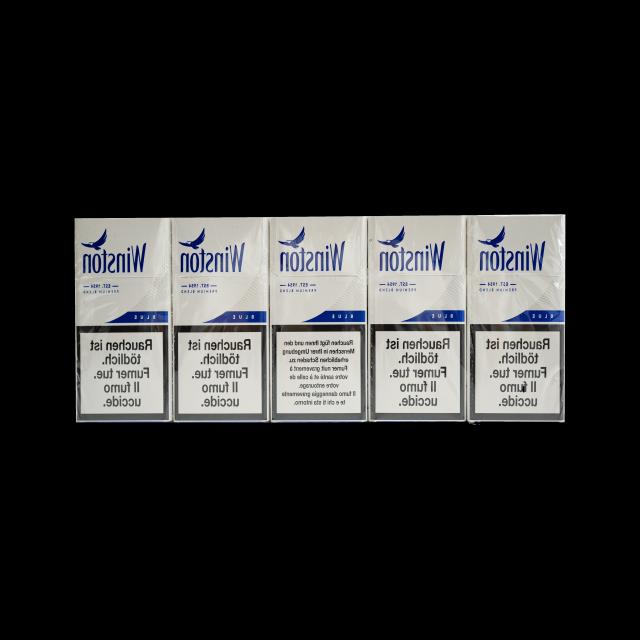 Winston
EST. 1954
PREMIUM BLEND
BLUE
Rauchen ist
tödlich.
Fumer tue.
Il fumo
uccide.
Winston
EST. 1954
PREMIUM BLEND
BLUE
Rauchen ist
tödlich.
Fumer tue.
Il fumo
uccide.
Winston
EST. 1954
PREMIUM BLEND
BLUE
Rauchen fügt Ihnen und den
Menschen in Ihrer Umgebung
erheblichen Schaden zu.
Fumer nuit gravement à
votre santé et à celle de
votre entourage.
Il fumo danneggia gravemente
te e chi ti sta intorno.
Winston
EST. 1954
PREMIUM BLEND
BLUE
Rauchen ist
tödlich.
Fumer tue.
Il fumo
uccide.
Winston
EST. 1954
PREMIUM BLEND
BLUE
Rauchen ist
tödlich.
Fumer tue.
Il fumo
uccide.